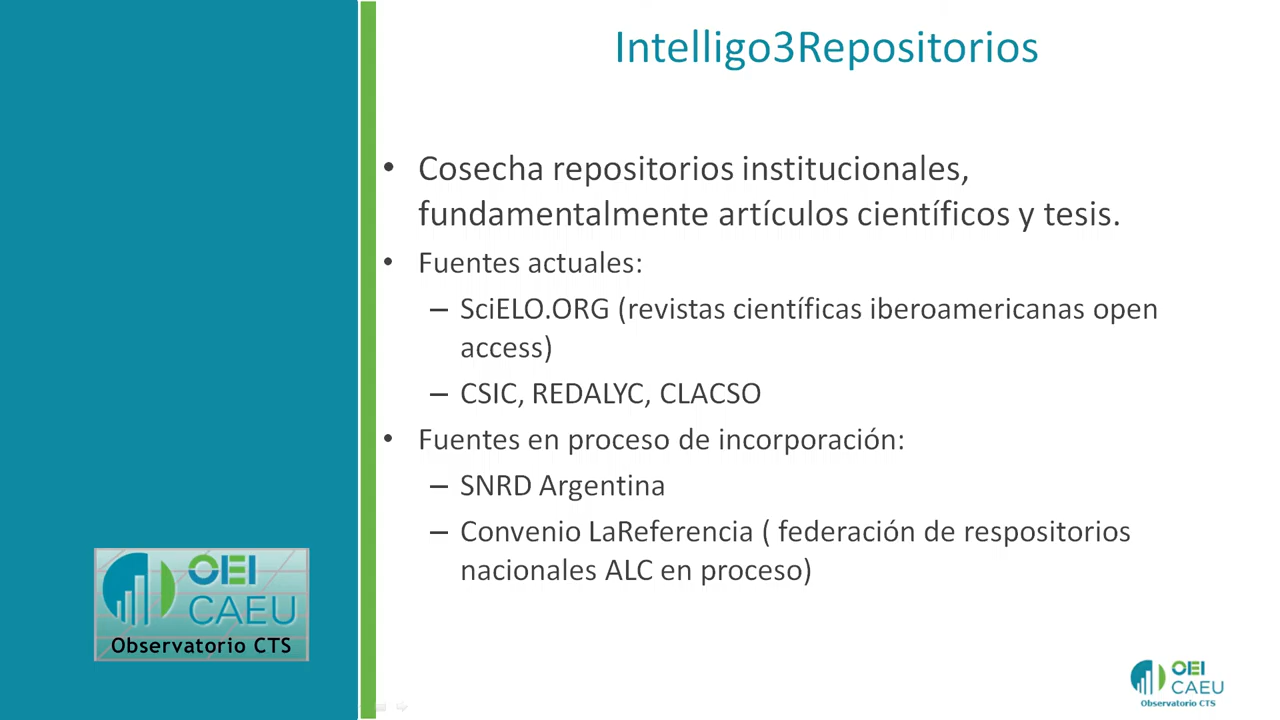 Intelligo3Repositorios
• Cosecha repositorios institucionales,
fundamentalmente artículos científicos y tesis.
• Fuentes actuales:
– SciELO.ORG (revistas científicas iberoamericanas open
access)
– CSIC, REDALYC, CLACSO
• Fuentes en proceso de incorporación:
– SNRD Argentina
– Convenio LaReferencia ( federación de respositorios
nacionales ALC en proceso)
OEI
CAEU
Observatorio CTS
OEI
CAEU
Observatorio CTS